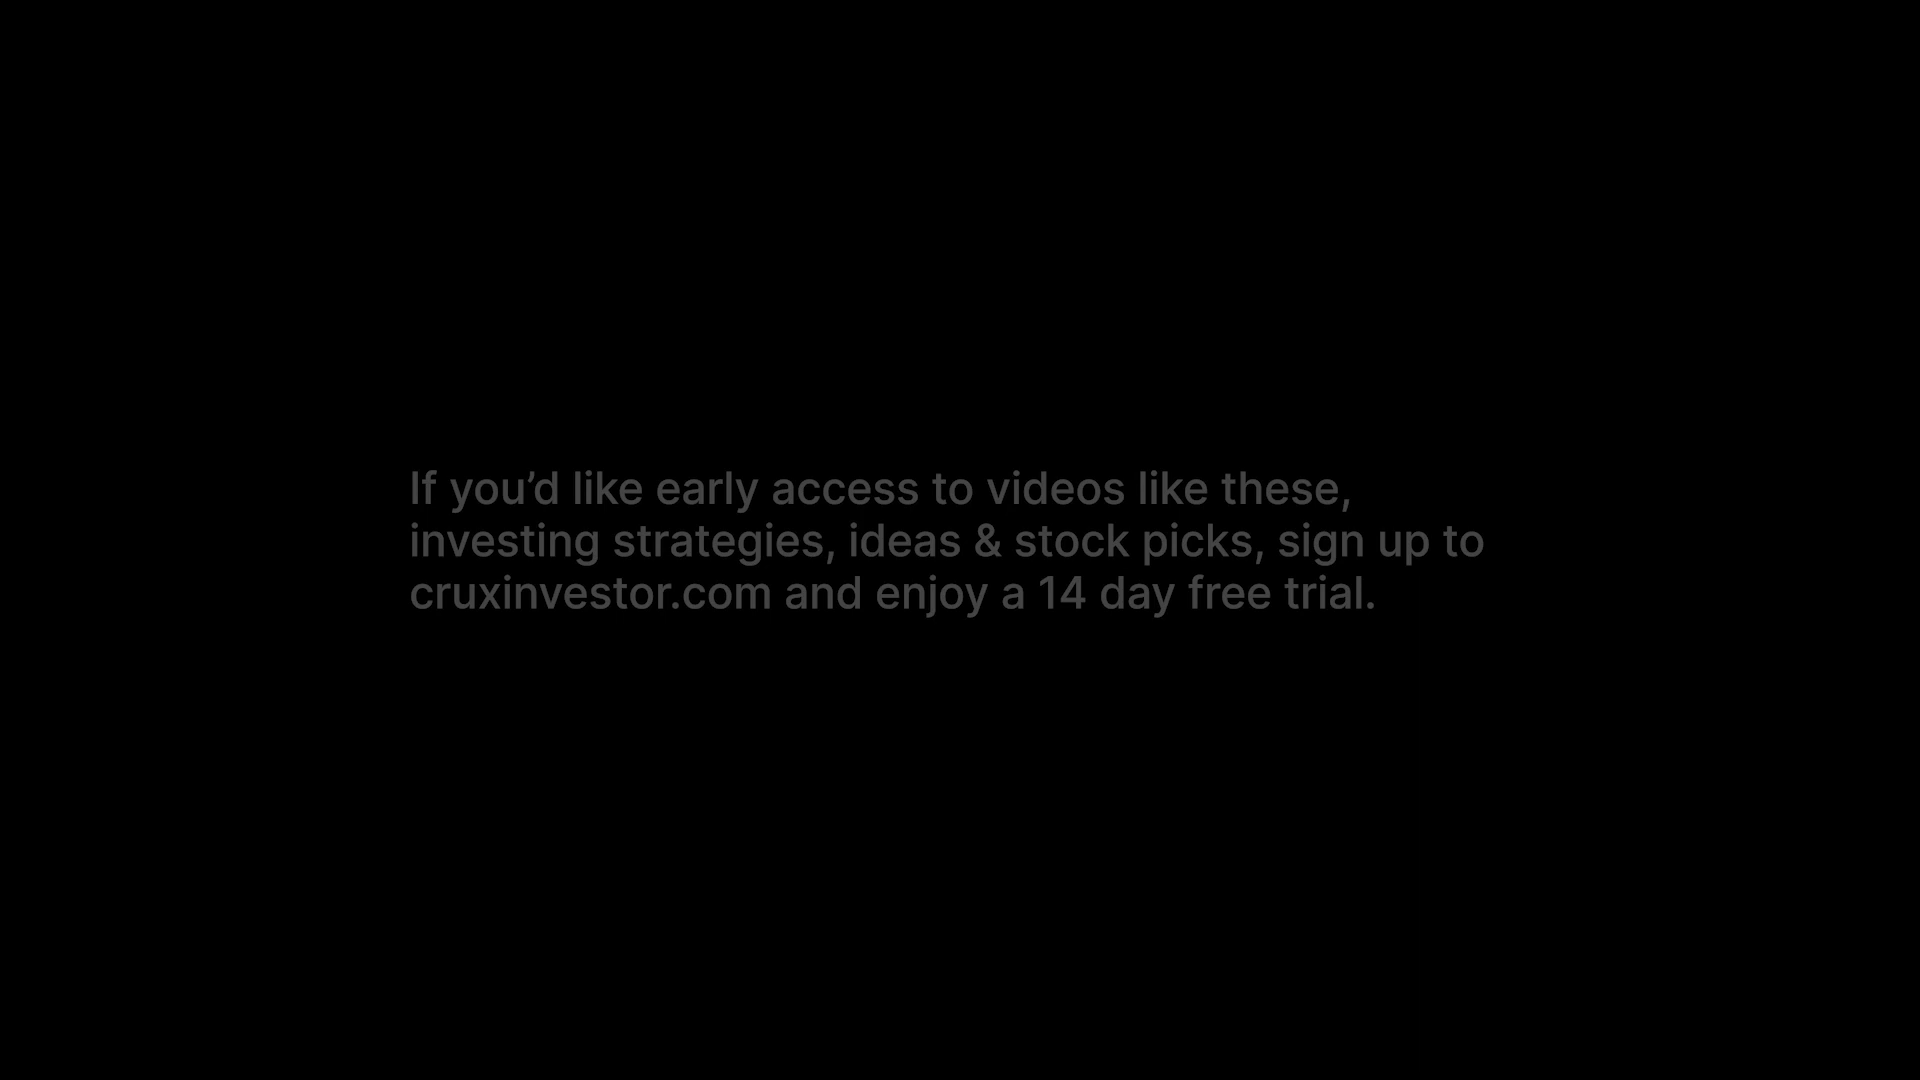 If you’d like early access to videos like these,
investing strategies, ideas & stock picks, sign up to
cruxinvestor.com and enjoy a 14 day free trial.